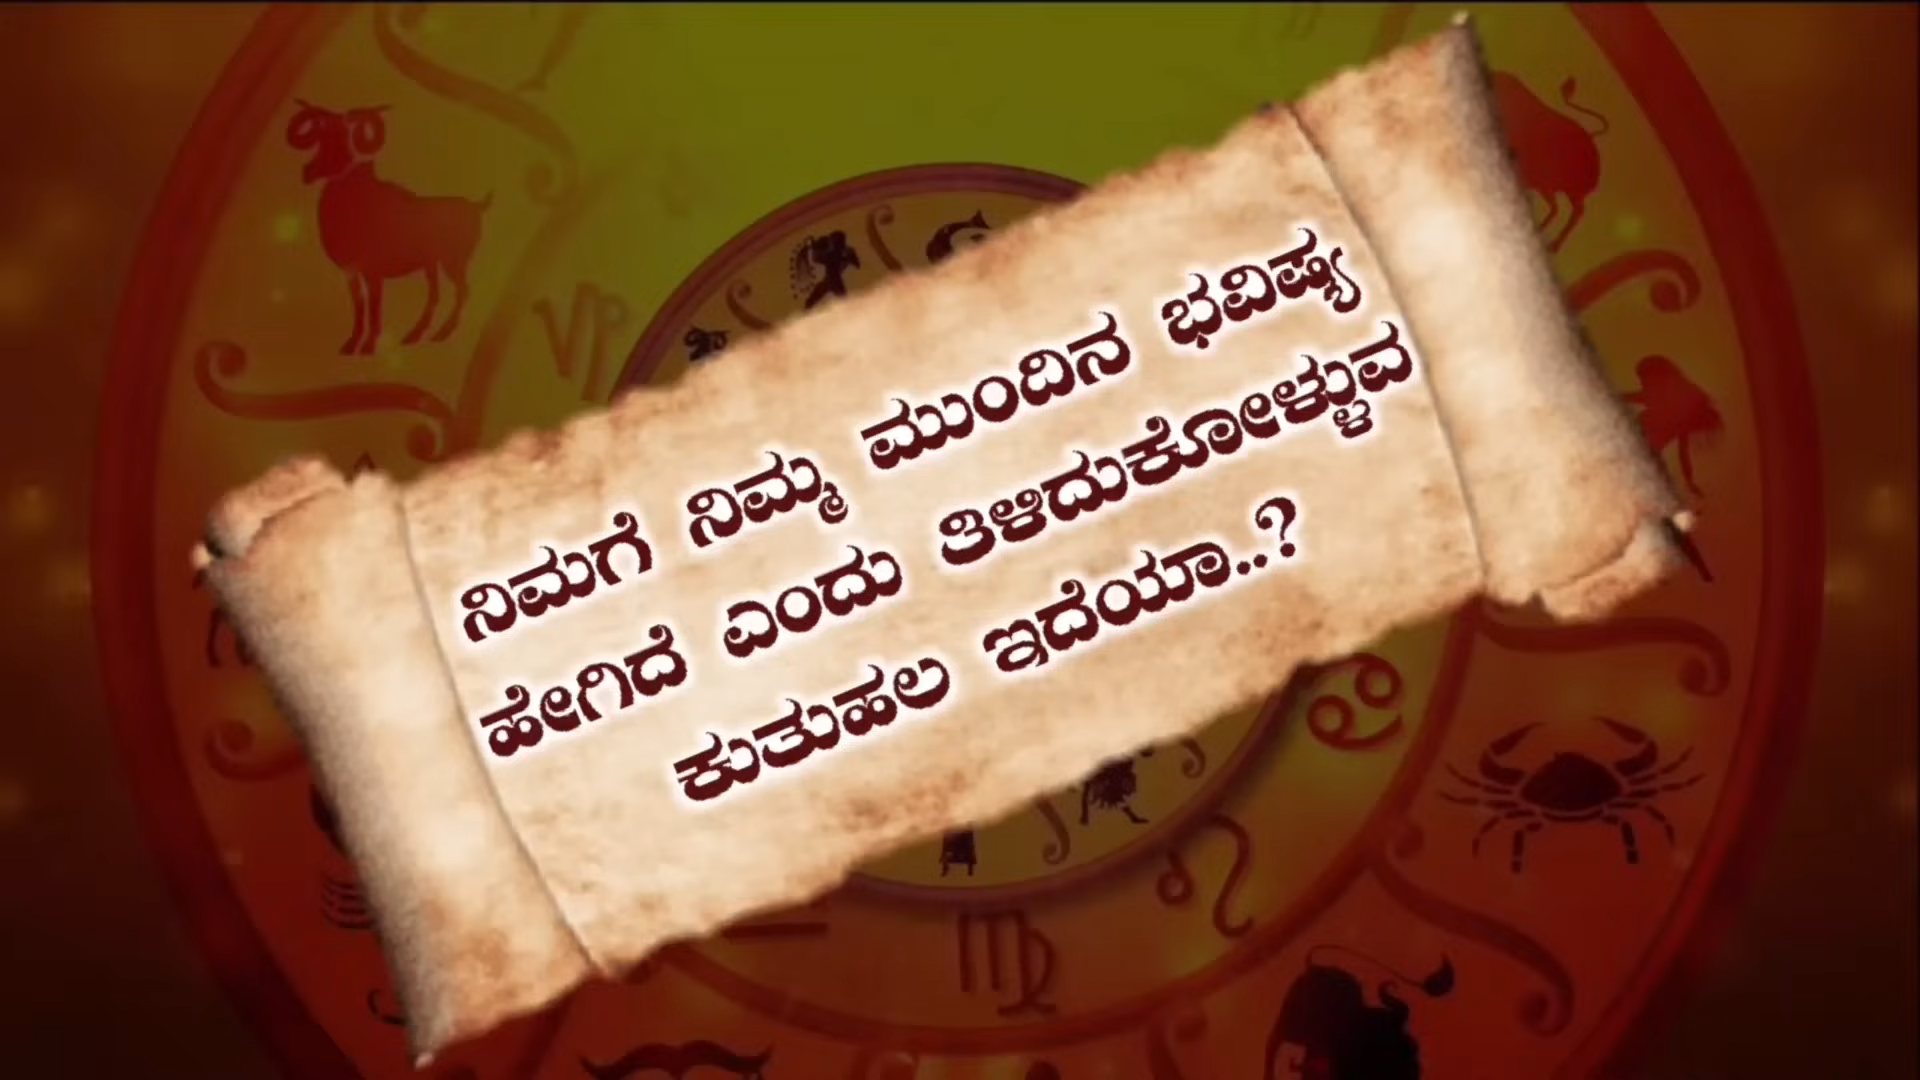 ನಿಮಗೆ ನಿಮ್ಮ ಮುಂದಿನ ಭವಿಷ್ಯ
ಹೇಗಿದೆ ಎಂದು ತಿಳಿದುಕೋಳ್ಳುವ
ಕುತುಹಲ ಇದೆಯಾ..?